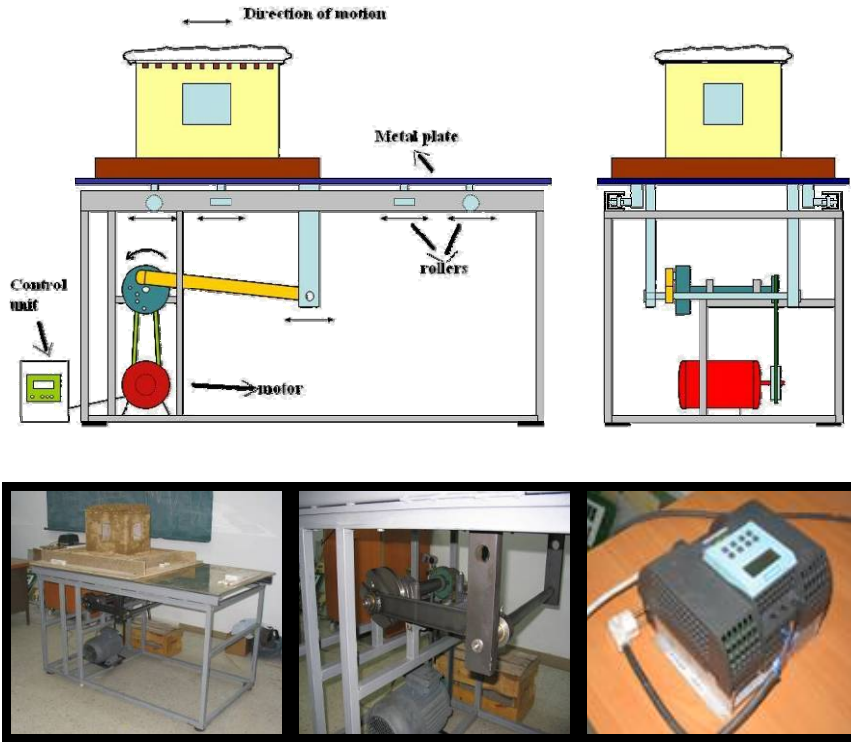 Direction of motion
Metal plate
rollers
Control
unit
motor